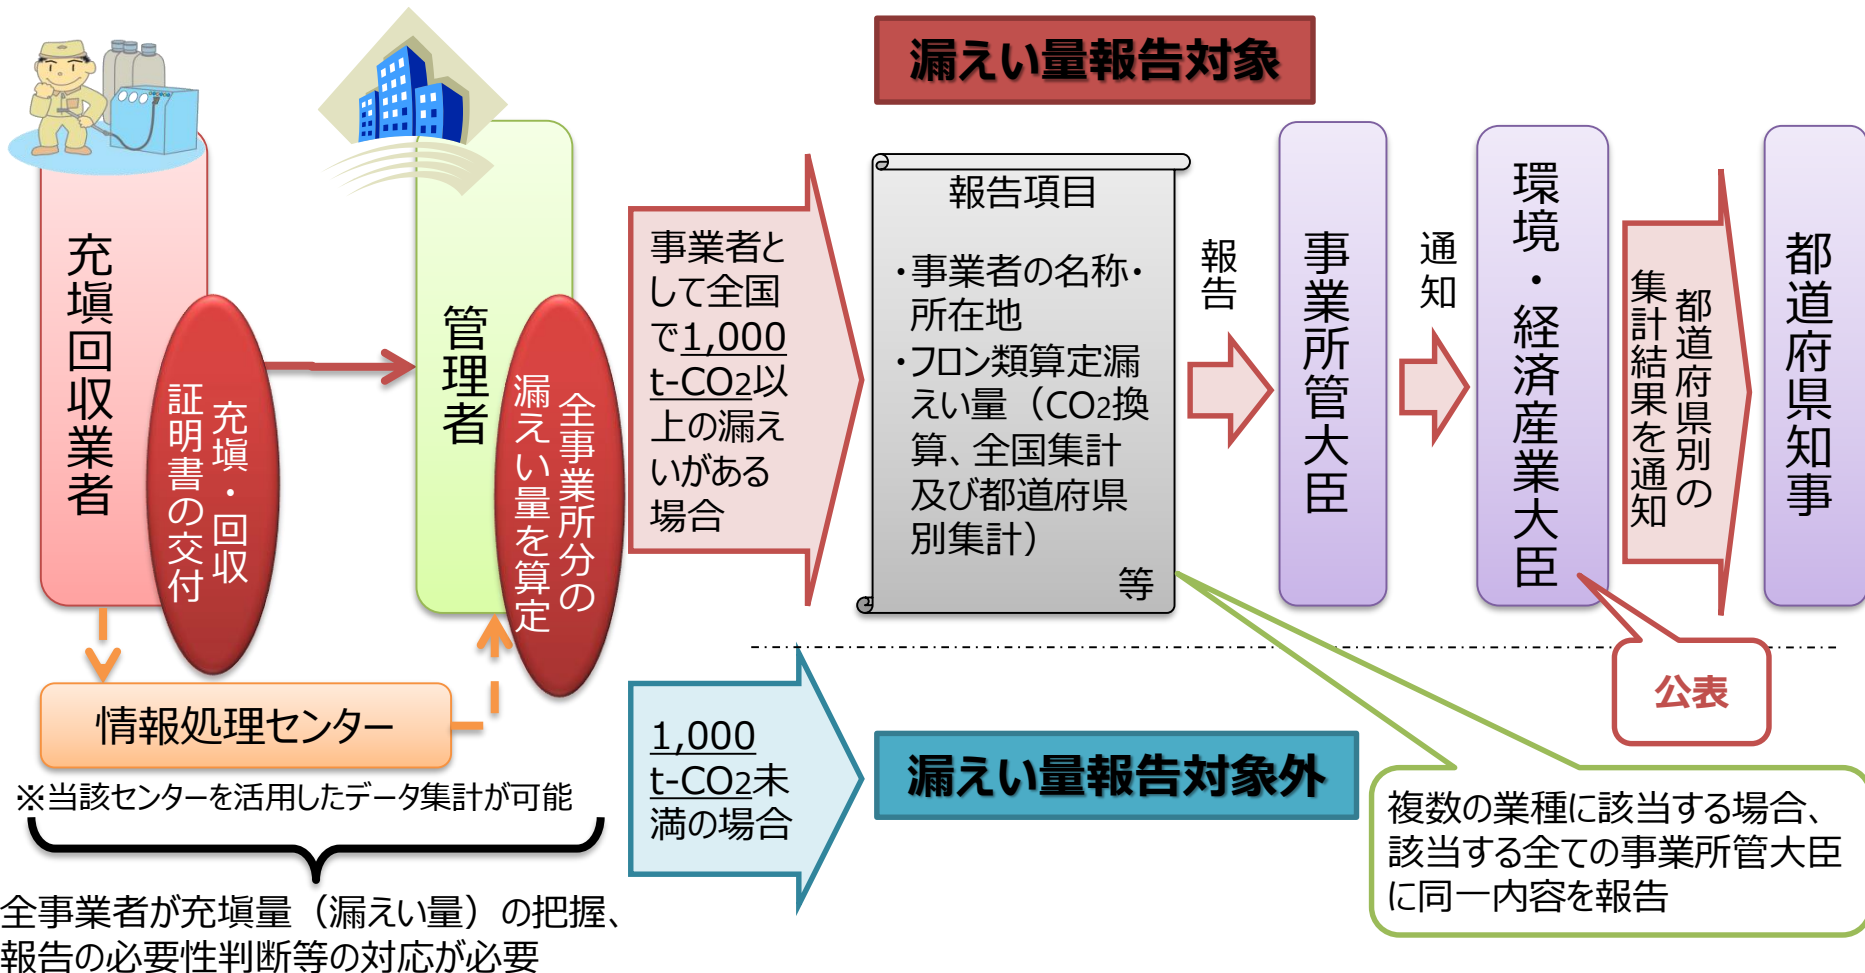 漏えい量報告対象
充塡回収業者
充塡・回収
証明書の交付
管理者
全事業所分の
漏えい量を算定
情報処理センター
※当該センターを活用したデータ集計が可能
全事業者が充塡量（漏えい量）の把握、
報告の必要性判断等の対応が必要
事業者と
して全国
で1,000
t-CO2以
上の漏え
いがある
場合
報告項目
・事業者の名称・
所在地
・フロン類算定漏
えい量（CO2換
算、全国集計
及び都道府県
別集計）
等
報告
事業所管大臣
通知
環境・経済産業大臣
都道府県別の
集計結果を通知
都道府県知事
公表
1,000
t-CO2未
満の場合
漏えい量報告対象外
複数の業種に該当する場合、
該当する全ての事業所管大臣
に同一内容を報告